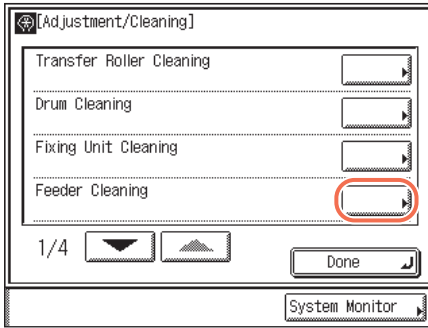 [Adjustment/Cleaning]
Transfer Roller Cleaning
Drum Cleaning
Fixing Unit Cleaning
Feeder Cleaning
1/4
Done
System Monitor